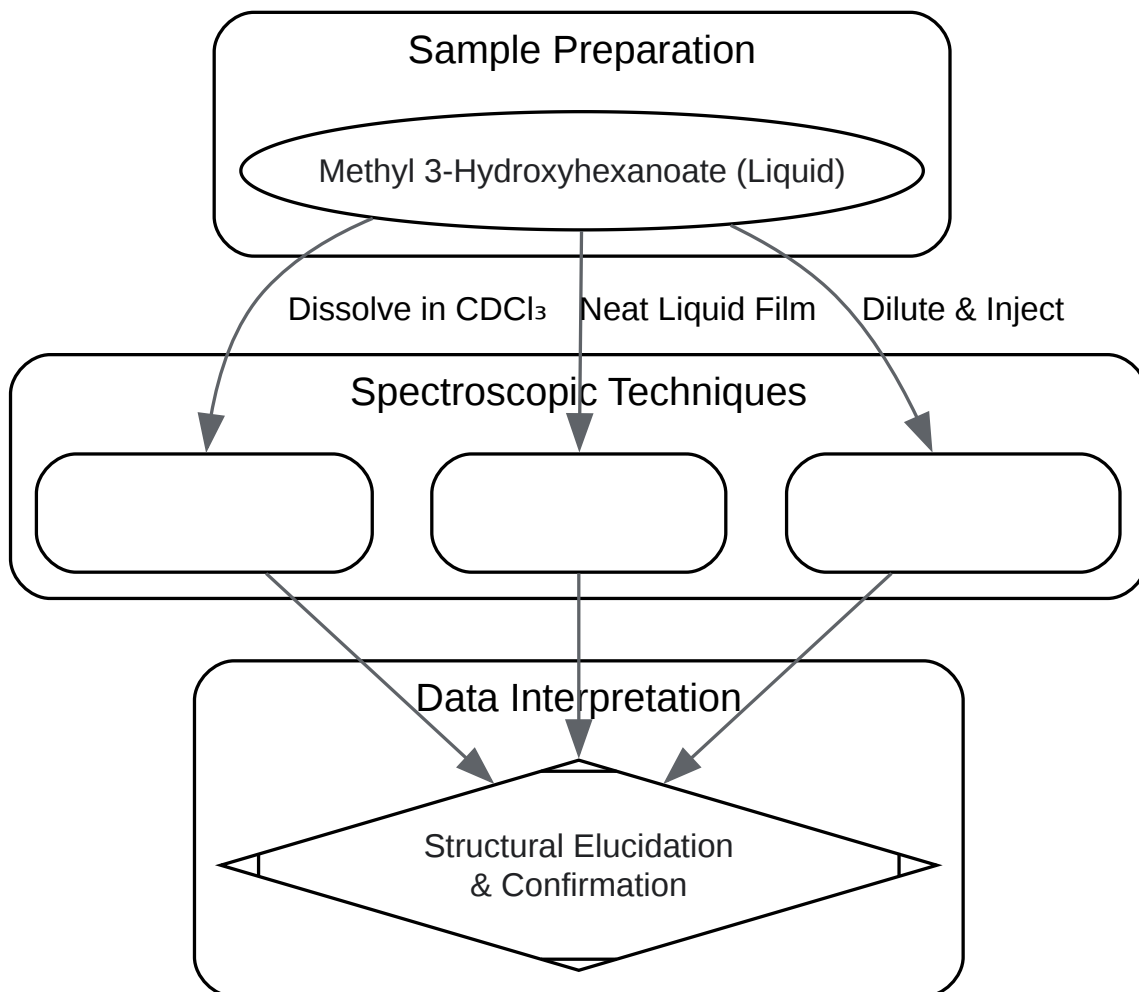 Sample Preparation
Methyl 3-Hydroxyhexanoate (Liquid)
Dissolve in CDCl₃
Neat Liquid Film
Dilute & Inject
Spectroscopic Techniques
Data Interpretation
Structural Elucidation
& Confirmation